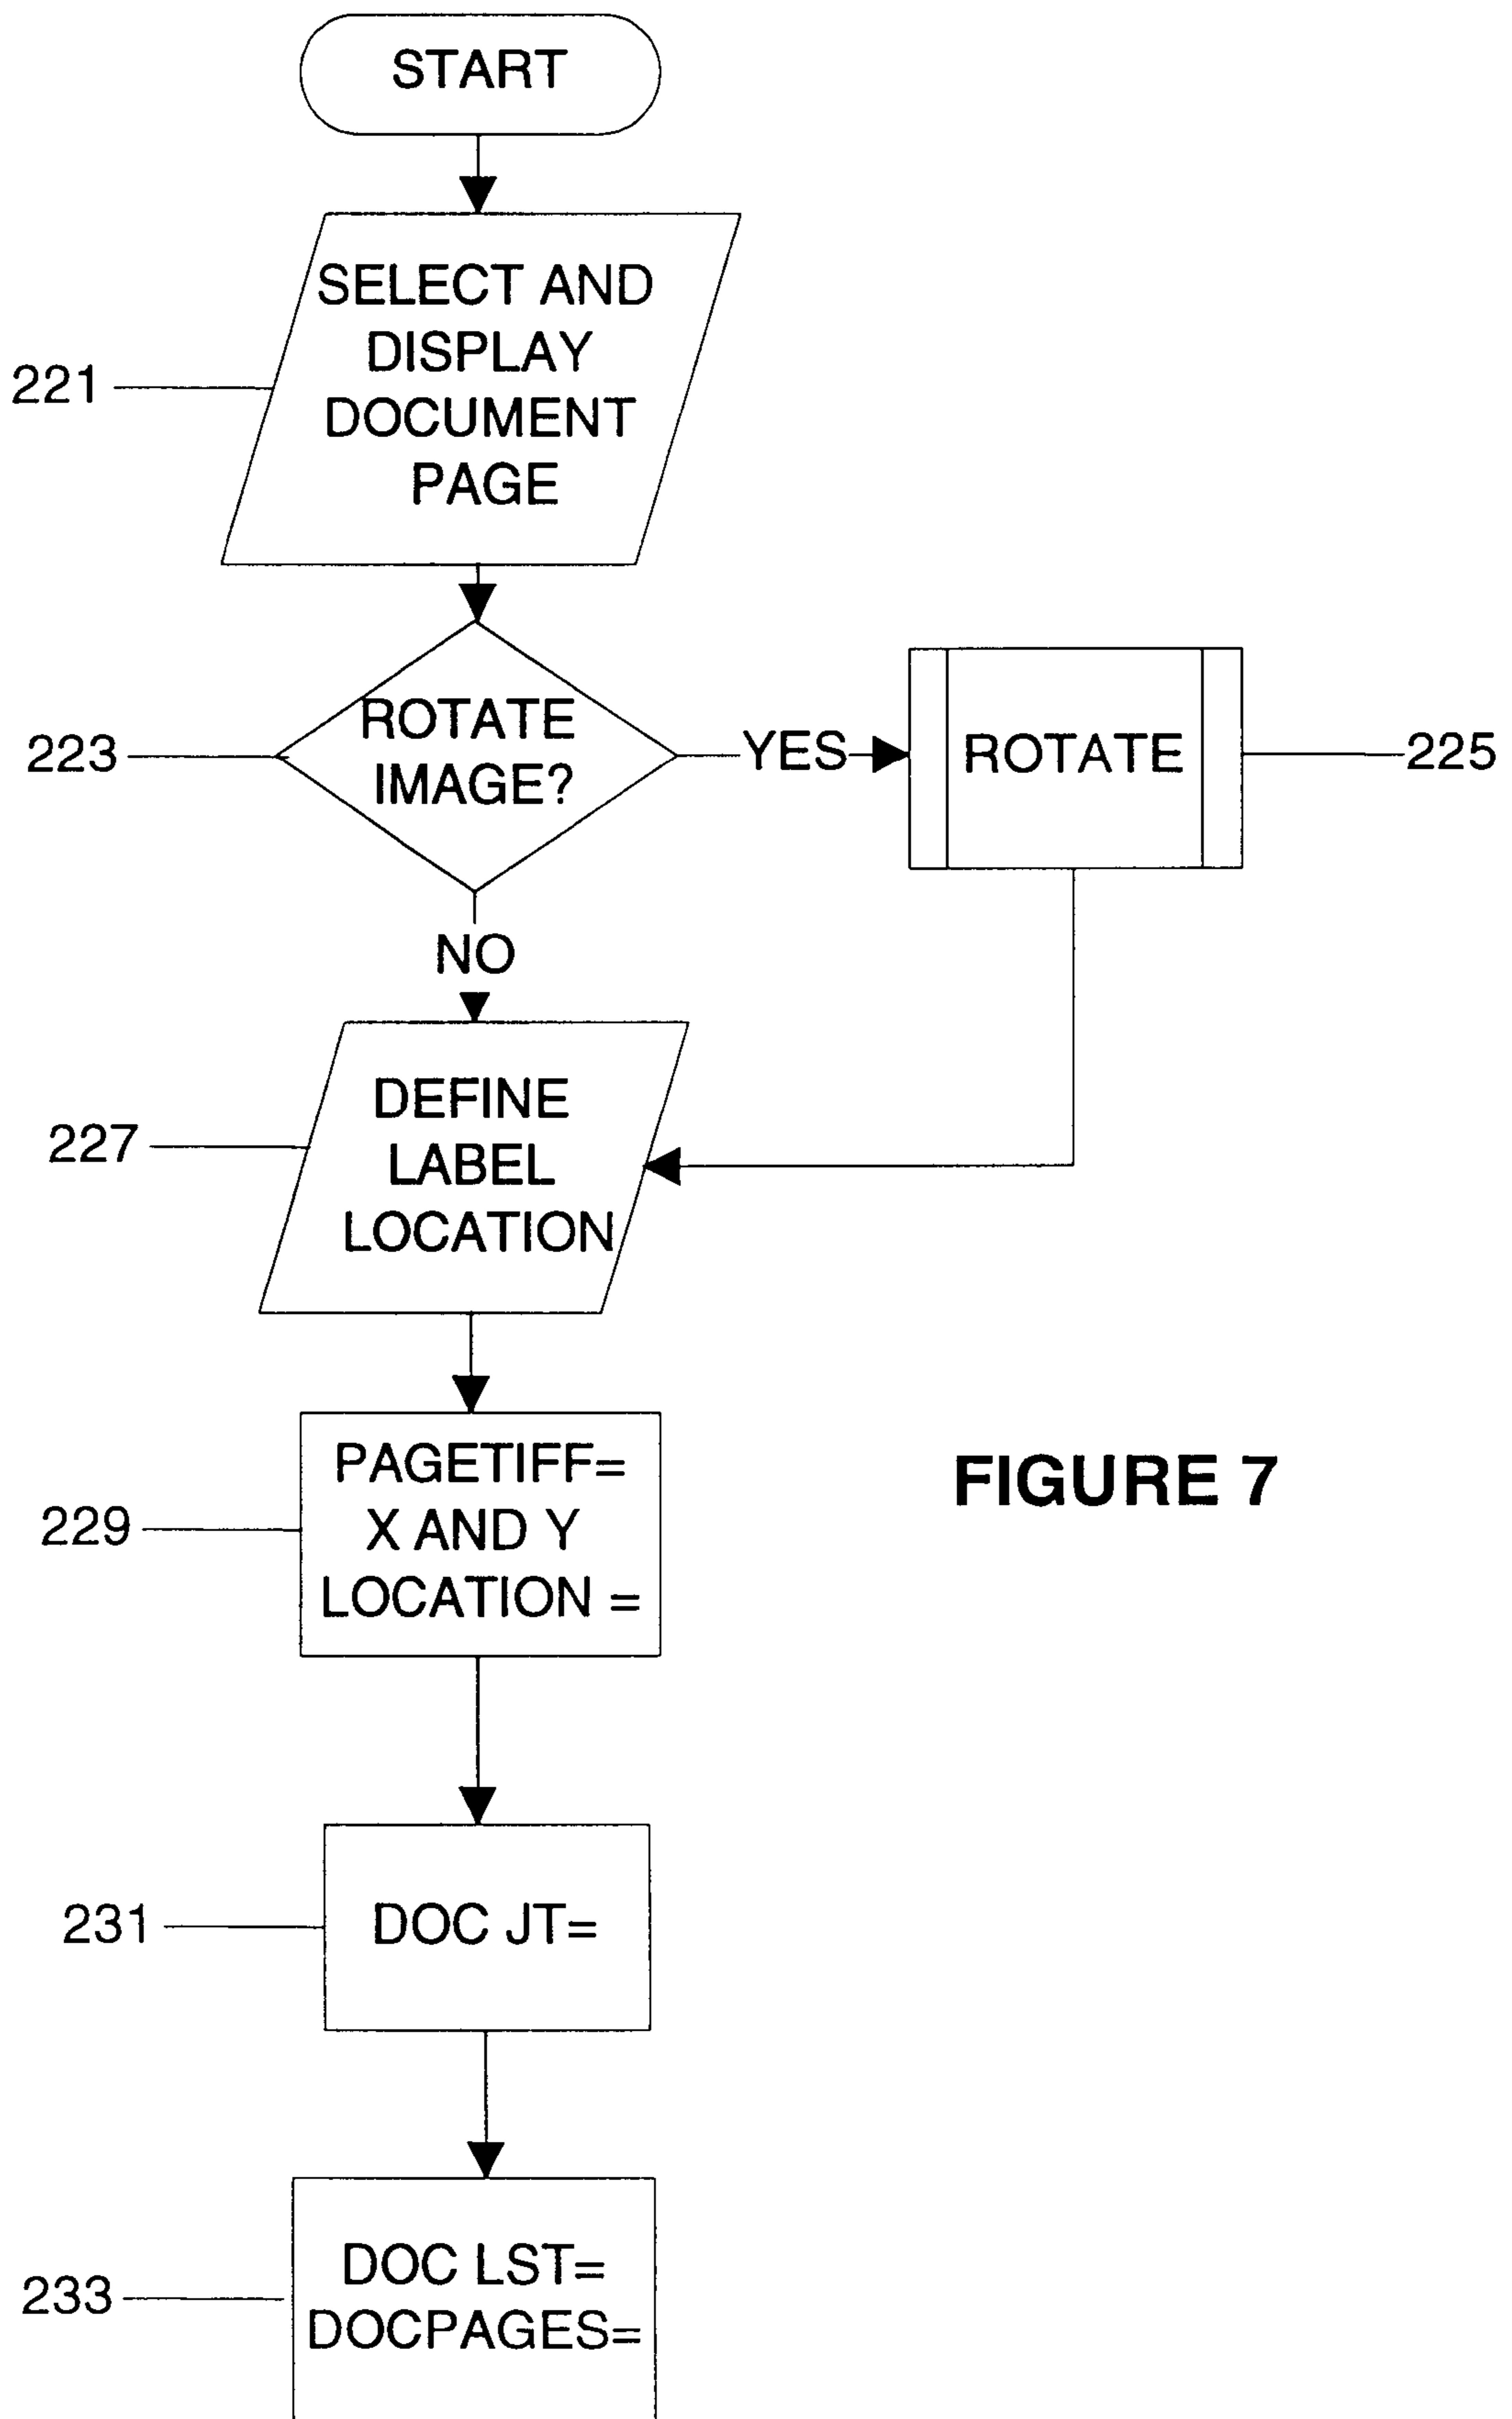 START
SELECT AND
DISPLAY
DOCUMENT
PAGE
221
ROTATE
IMAGE?
223
YES
ROTATE
225
NO
DEFINE
LABEL
LOCATION
227
PAGETIFF=
X AND Y
LOCATION =
229
FIGURE 7
DOC JT=
231
DOC LST=
DOCPAGES=
233